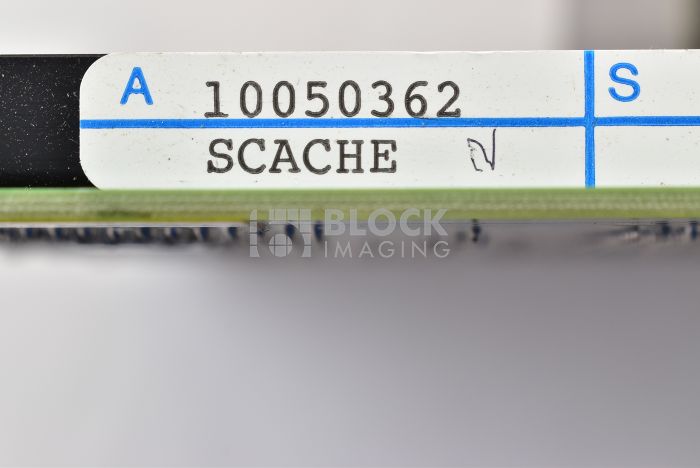 A 10050362 S
SCACHE
BLOCK
IMAGING